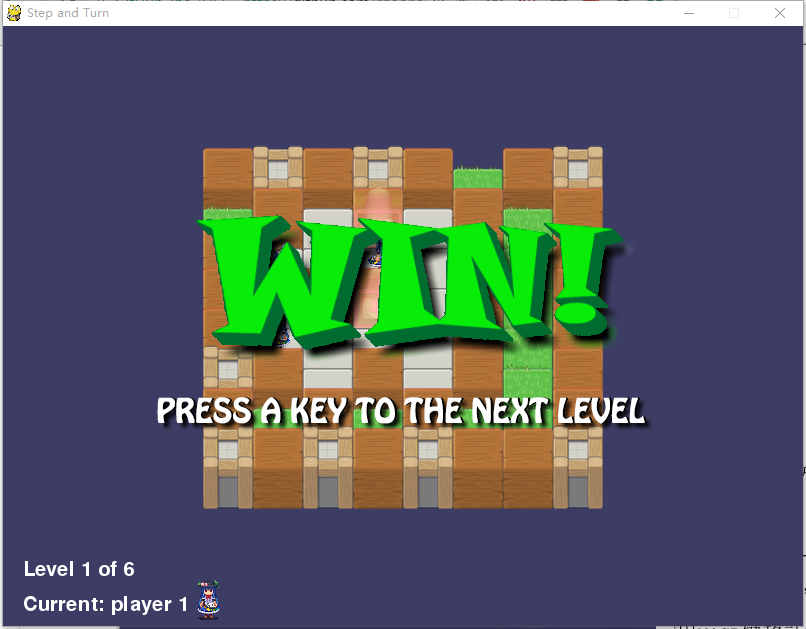 Step and Turn
WIN!
PRESS A KEY TO THE NEXT LEVEL
Level 1 of 6
Current: player 1